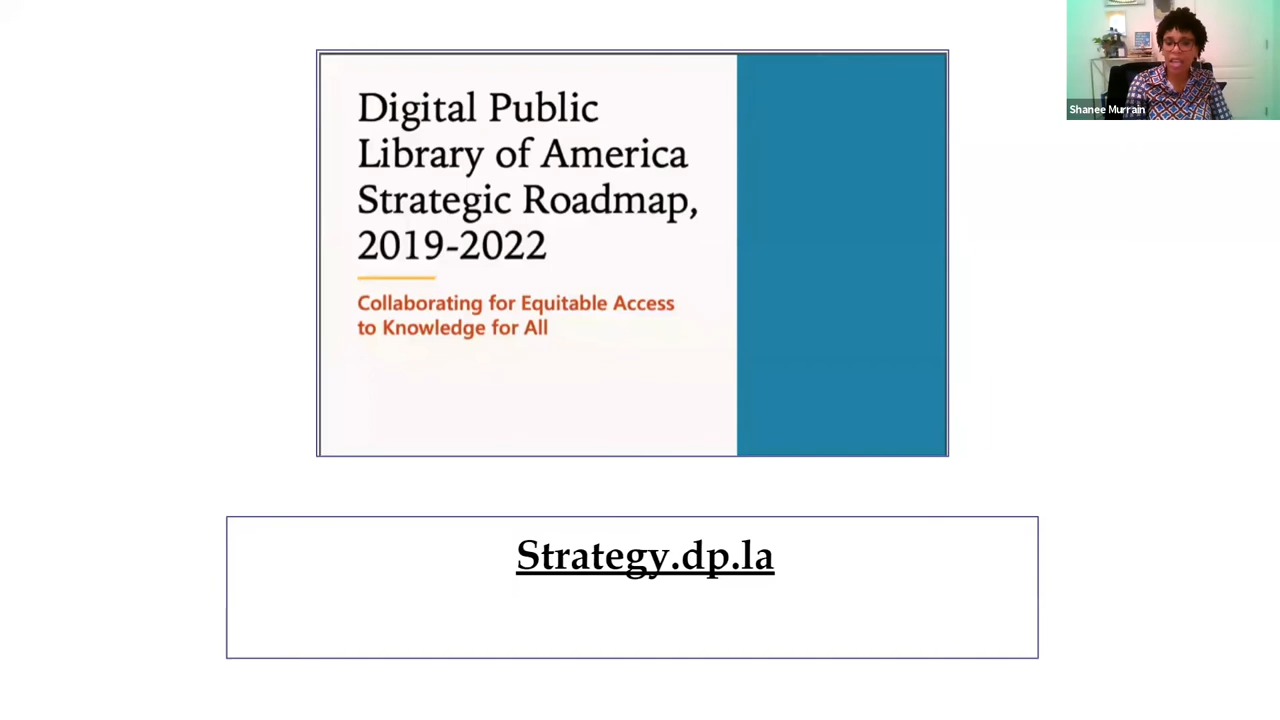 Digital Public
Library of America
Strategic Roadmap,
2019-2022
Collaborating for Equitable Access
to Knowledge for All
Shanee Murrain
Strategy.dp.la